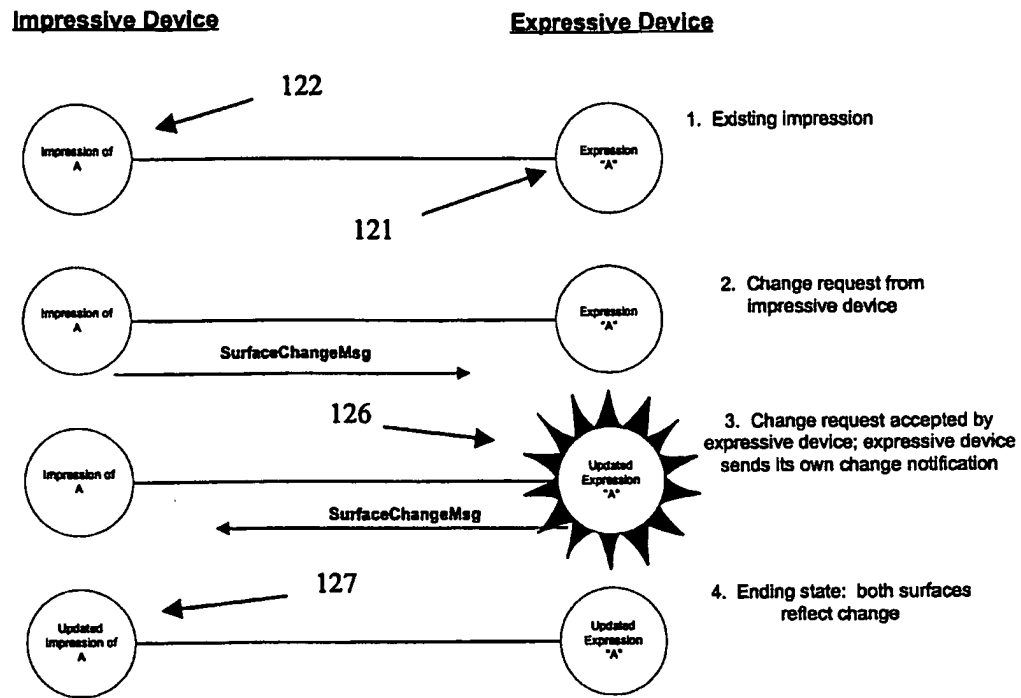 Impressive Device
Expressive Device
122
Impression of
A
Expression
"A"
1. Existing impression
121
Impression of
A
Expression
"A"
2. Change request from
impressive device
SurfaceChangeMsg
126
Impression of
A
Updated
Expression
"A"
3. Change request accepted by
expressive device; expressive device
sends its own change notification
SurfaceChangeMsg
127
Updated
Impression of
A
Updated
Expression
"A"
4. Ending state: both surfaces
reflect change